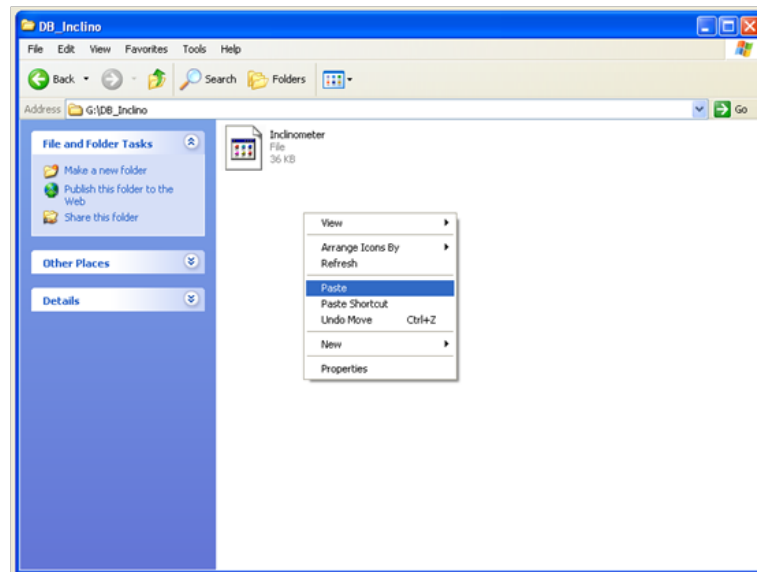 DB_Inclino
File Edit View Favorites Tools Help
Back Search Folders
Address G:\DB_Inclino Go
File and Folder Tasks
Make a new folder
Publish this folder to the
Web
Share this folder
Other Places
Details
Inclinometer
File
36 KB
View
Arrange Icons By
Refresh
Paste
Paste Shortcut
Undo Move Ctrl+Z
New
Properties